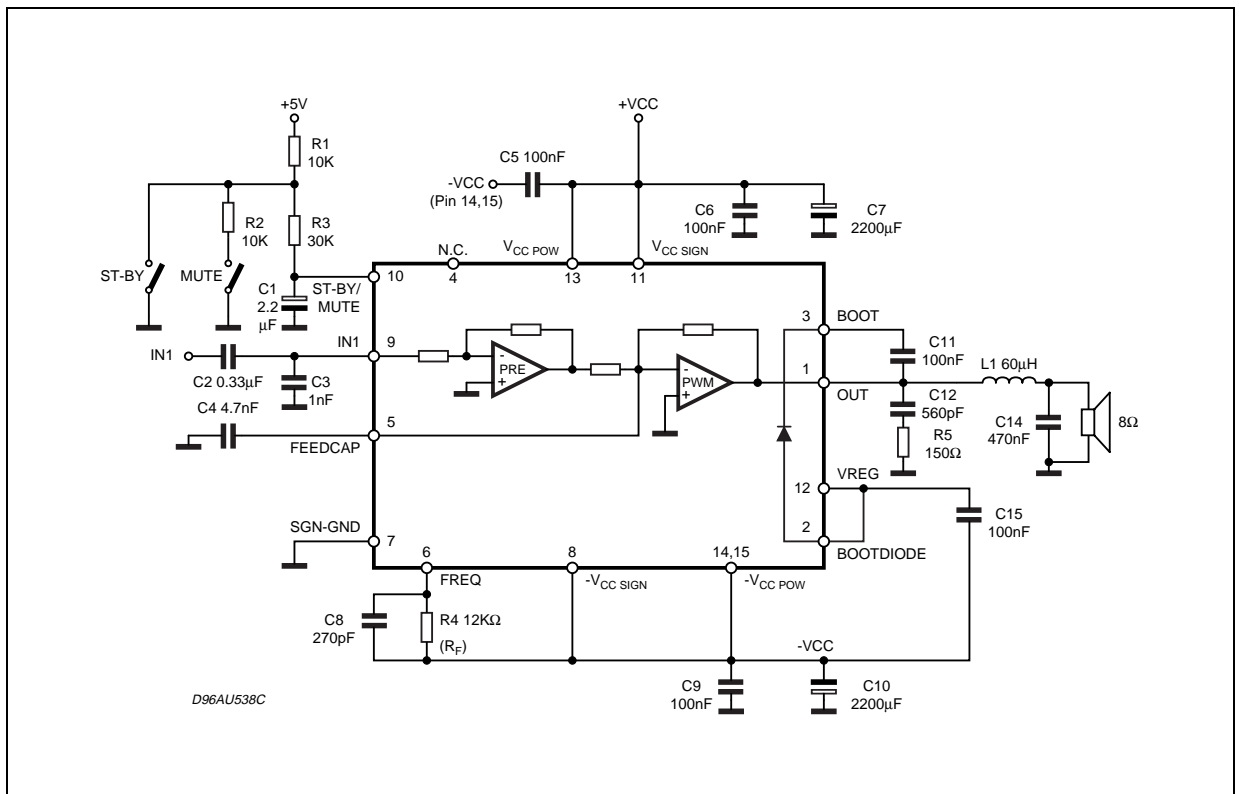 +5V
R1
10K
+VCC
C5 100nF
-VCC
(Pin 14,15)
R2
10K
R3
30K
C6
100nF
C7
2200µF
N.C.
VCC POW
VCC SIGN
ST-BY
MUTE
C1
2.2
µF
ST-BY/
MUTE
10
4
13
11
3
BOOT
IN1
IN1
9
C2 0.33µF
C3
1nF
PRE
-
+
PWM
-
+
C11
100nF
1
OUT
L1 60µH
C12
560pF
C14
470nF
8Ω
C4 4.7nF
5
FEEDCAP
R5
150Ω
12
VREG
C15
100nF
SGN-GND
7
2
BOOTDIODE
6
FREQ
8
-VCC SIGN
14,15
-VCC POW
C8
270pF
R4 12KΩ
(RF)
-VCC
C9
100nF
C10
2200µF
D96AU538C